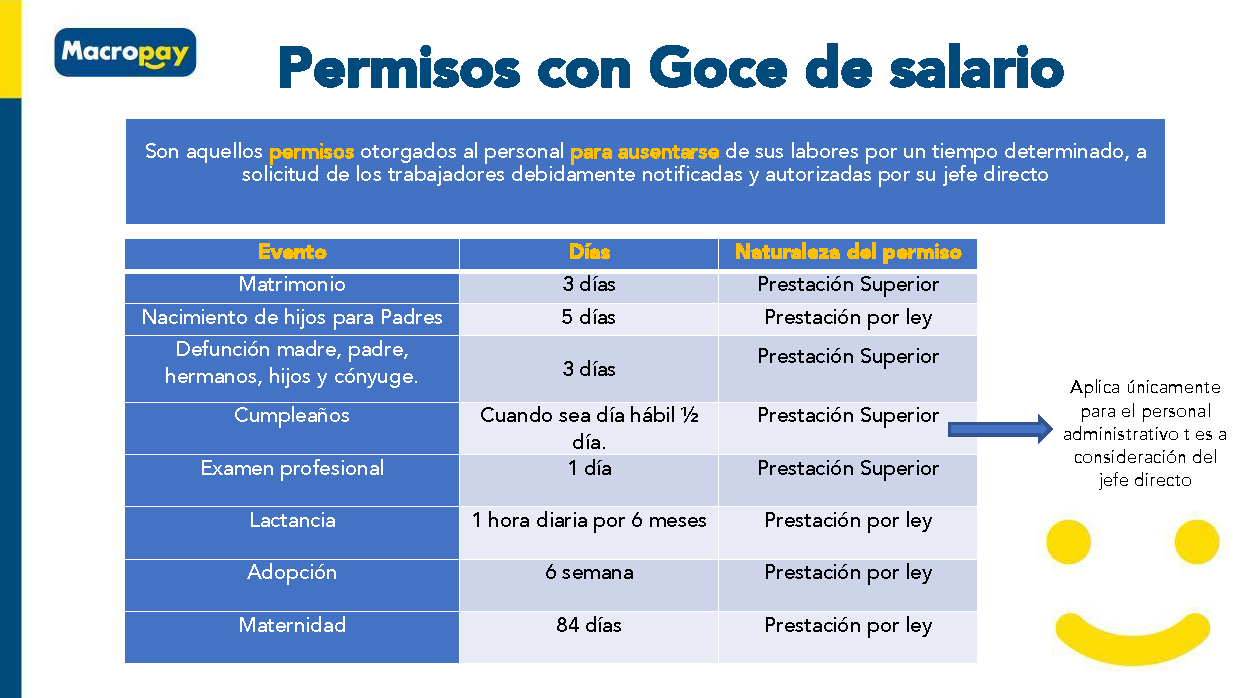 Macropay
Permisos con Goce de salario
Son aquellos permisos otorgados al personal para ausentarse de sus labores por un tiempo determinado, a
solicitud de los trabajadores debidamente notificadas y autorizadas por su jefe directo
Evento Días Naturaleza del permiso
Matrimonio 3 días Prestación Superior
Nacimiento de hijos para Padres 5 días Prestación por ley
Defunción madre, padre,
hermanos, hijos y cónyuge.
3 días
Prestación Superior
Cumpleaños
Cuando sea día hábil ½
día.
Prestación Superior
Aplica únicamente
para el personal
administrativo t es a
consideración del
jefe directo
Examen profesional 1 día Prestación Superior
Lactancia 1 hora diaria por 6 meses Prestación por ley
Adopción 6 semana Prestación por ley
Maternidad 84 días Prestación por ley